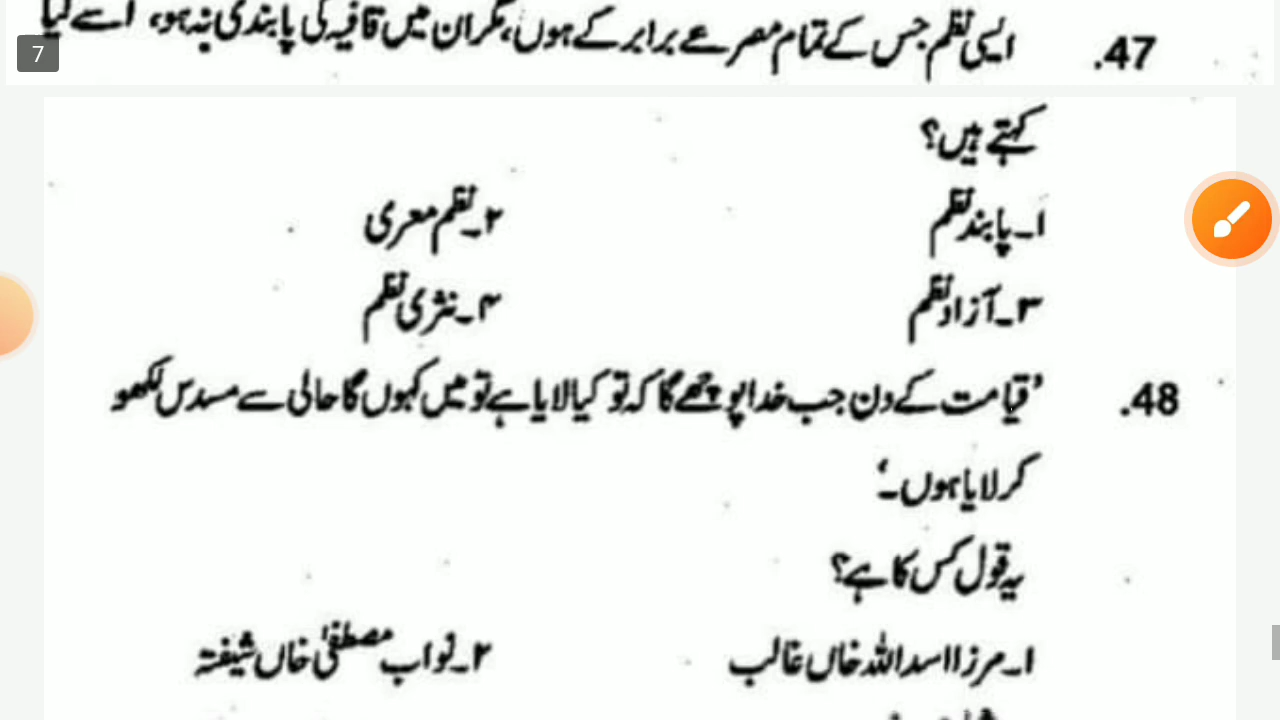 7
47. ایسی نظم جس کے تمام مصرعے برابر کے ہوں، مگر ان میں قافیہ کی پابندی نہ ہو، اسے کیا
کہتے ہیں؟
۱۔ پابند نظم ۲۔ نظم معری
۳۔ آزاد نظم ۴۔ نثری نظم
48. ’قیامت کے دن جب خدا پوچھے گا کہ تو کیا لایا ہے تو میں کہوں گا حالی سے مسدس لکھو
کر لایا ہوں۔‘
یہ قول کس کا ہے؟
۱۔ مرزا اسد اللہ خاں غالب ۲۔ نواب مصطفیٰ خاں شیفتہ